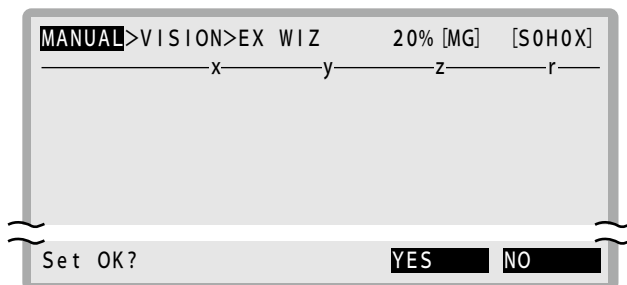 MANUAL>VISION>EX WIZ 20% [MG] [S0H0X]
x y z r
Set OK? YES NO